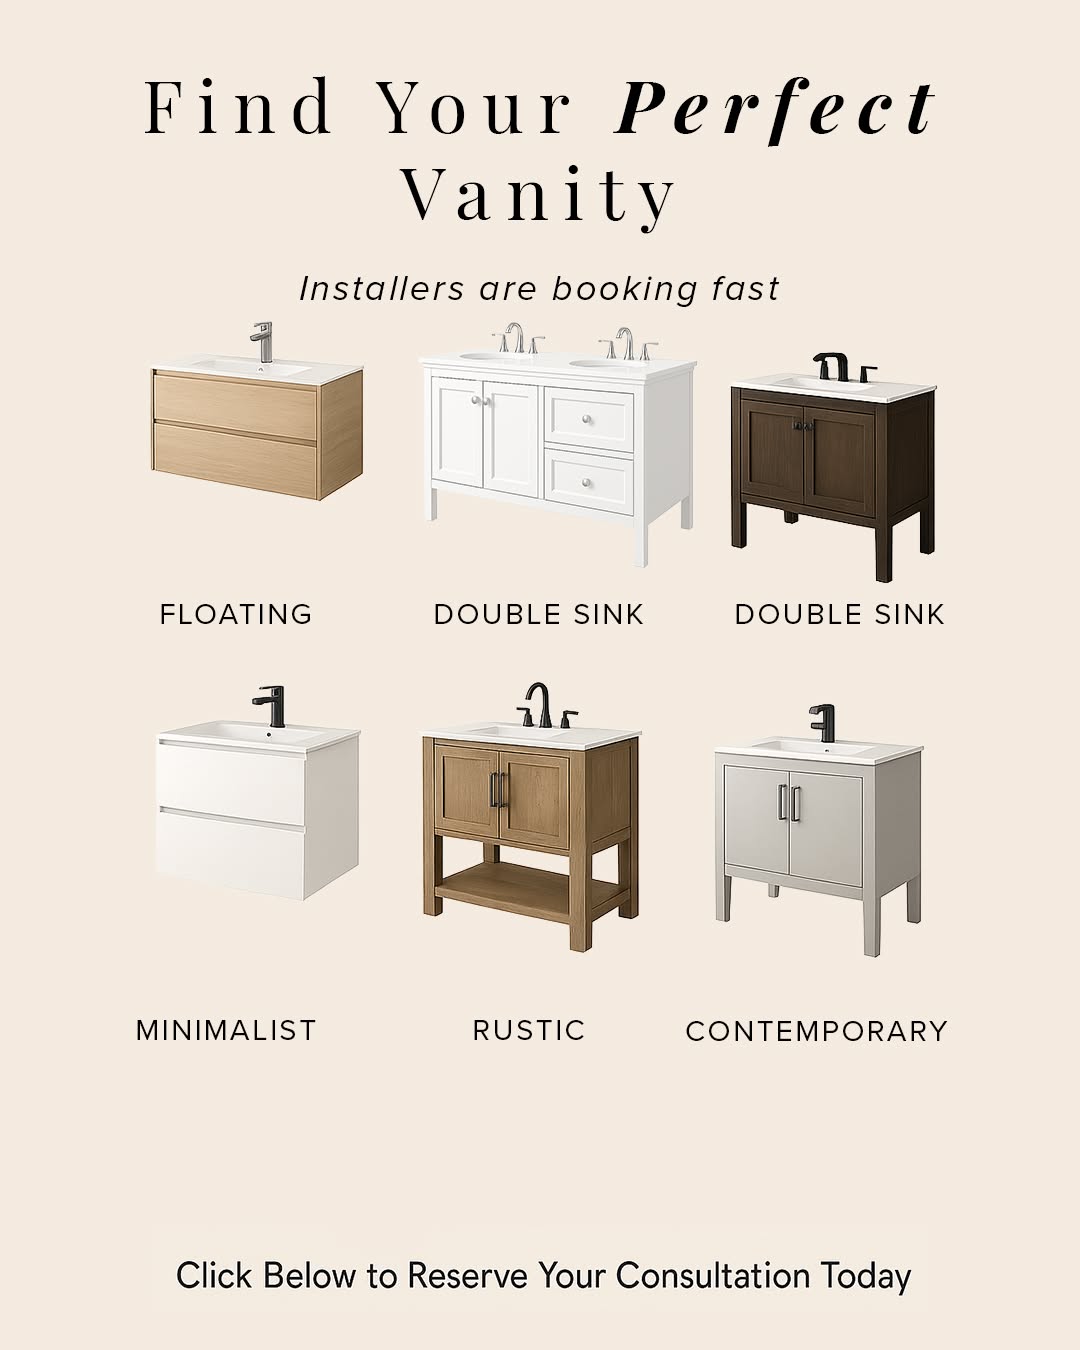 Find Your Perfect
Vanity
Installers are booking fast
FLOATING
DOUBLE SINK
DOUBLE SINK
MINIMALIST
RUSTIC
CONTEMPORARY
Click Below to Reserve Your Consultation Today